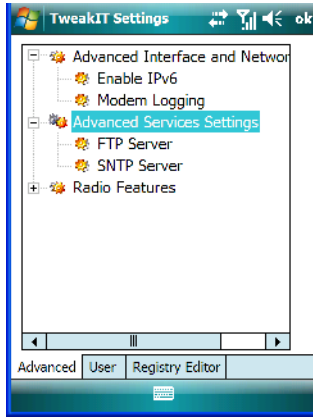 TweakIT Settings ok
Advanced Interface and Networ
Enable IPv6
Modem Logging
Advanced Services Settings
FTP Server
SNTP Server
Radio Features
Advanced User Registry Editor